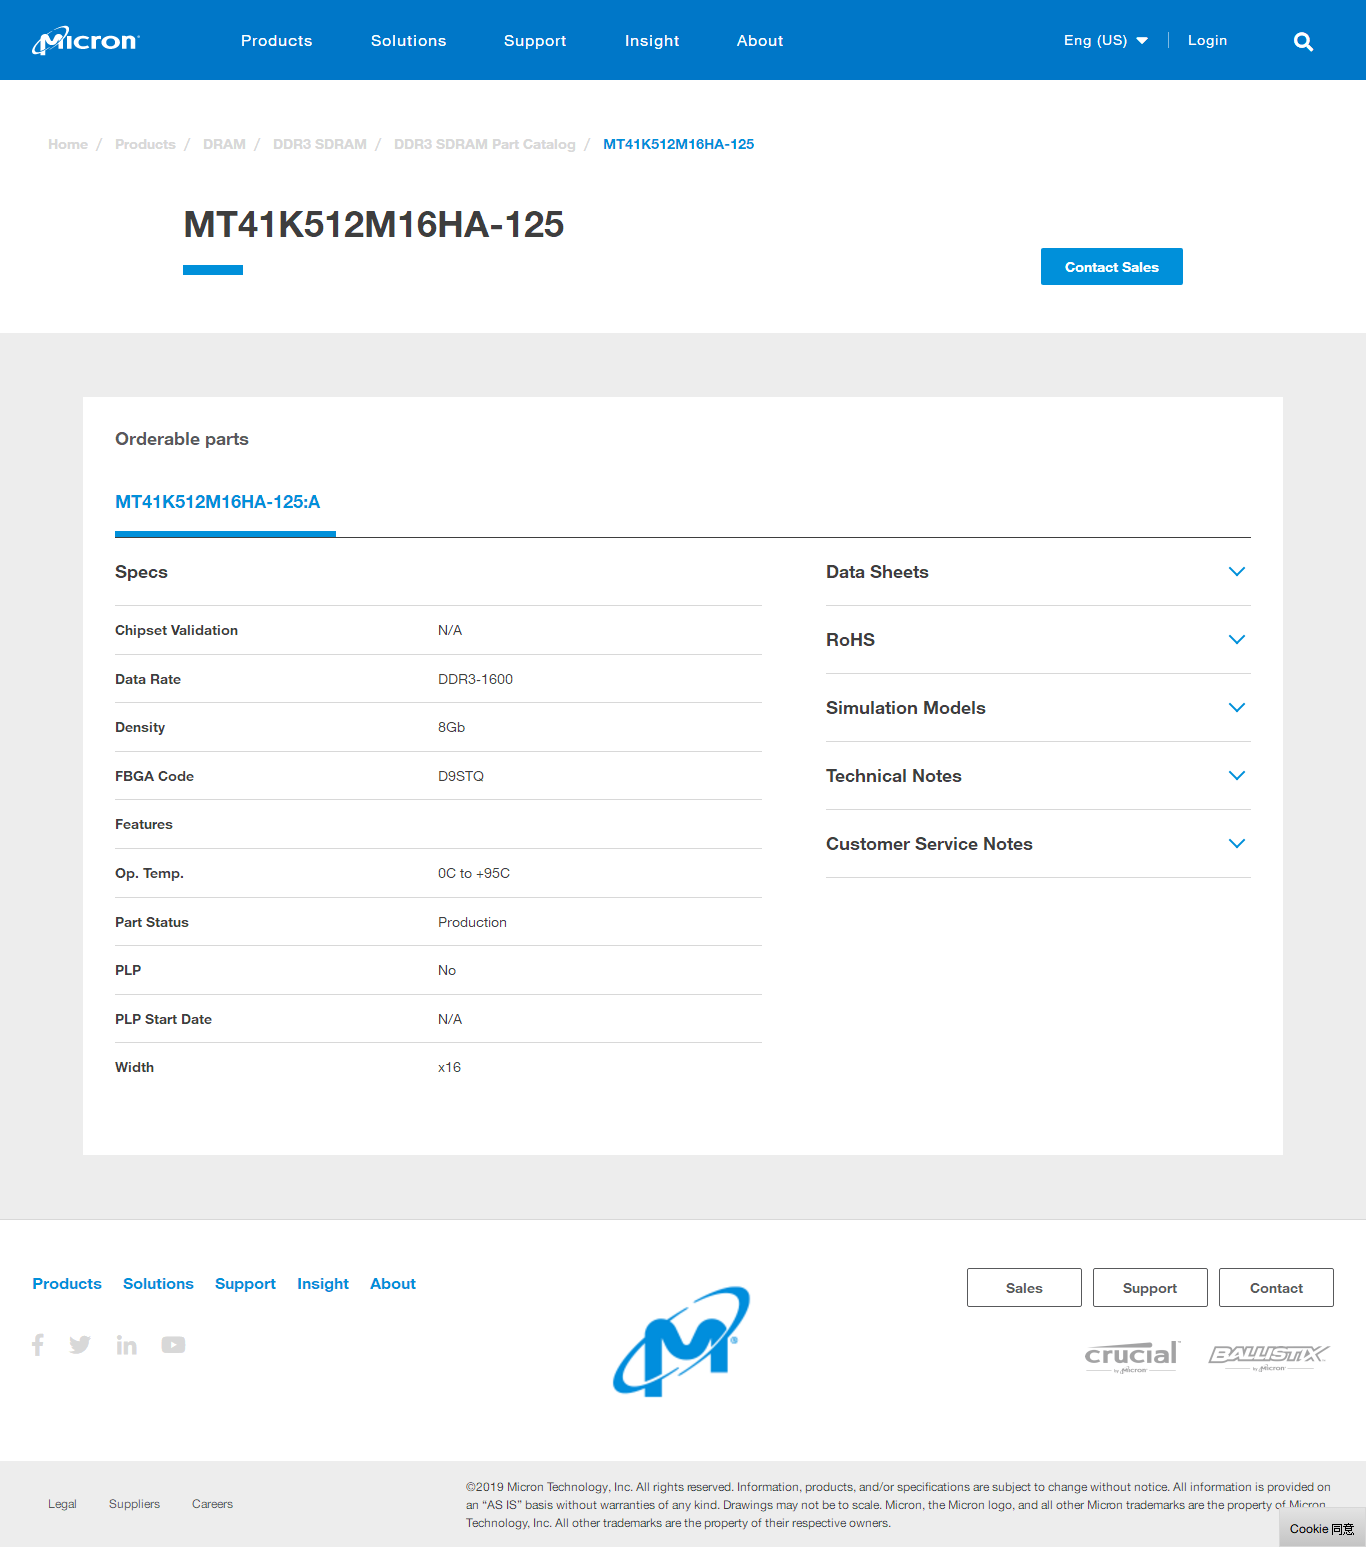 Micron
Products Solutions Support Insight About
Eng (US) Login
Home / Products / DRAM / DDR3 SDRAM / DDR3 SDRAM Part Catalog / MT41K512M16HA-125
MT41K512M16HA-125
Contact Sales
Orderable parts
MT41K512M16HA-125:A
Specs
Chipset Validation N/A
Data Rate DDR3-1600
Density 8Gb
FBGA Code D9STQ
Features
Op. Temp. 0C to +95C
Part Status Production
PLP No
PLP Start Date N/A
Width x16
Data Sheets
RoHS
Simulation Models
Technical Notes
Customer Service Notes
Products Solutions Support Insight About
Sales Support Contact
crucial by Micron
BALLISTIX by Micron
Legal Suppliers Careers
©2019 Micron Technology, Inc. All rights reserved. Information, products, and/or specifications are subject to change without notice. All information is provided on
an “AS IS” basis without warranties of any kind. Drawings may not be to scale. Micron, the Micron logo, and all other Micron trademarks are the property of Micron
Technology, Inc. All other trademarks are the property of their respective owners.
Cookie 同意